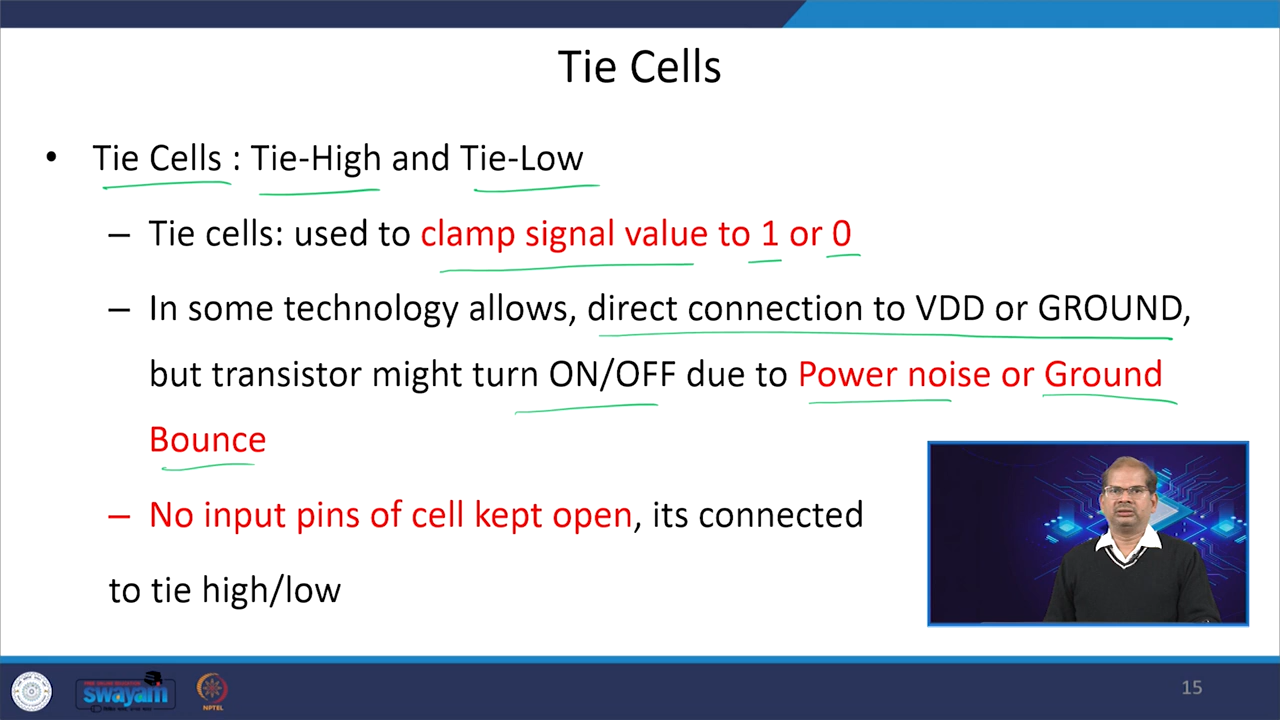 Tie Cells
• Tie Cells : Tie-High and Tie-Low
– Tie cells: used to clamp signal value to 1 or 0
– In some technology allows, direct connection to VDD or GROUND,
but transistor might turn ON/OFF due to Power noise or Ground
Bounce
– No input pins of cell kept open, its connected
to tie high/low
swayam
NPTEL
15